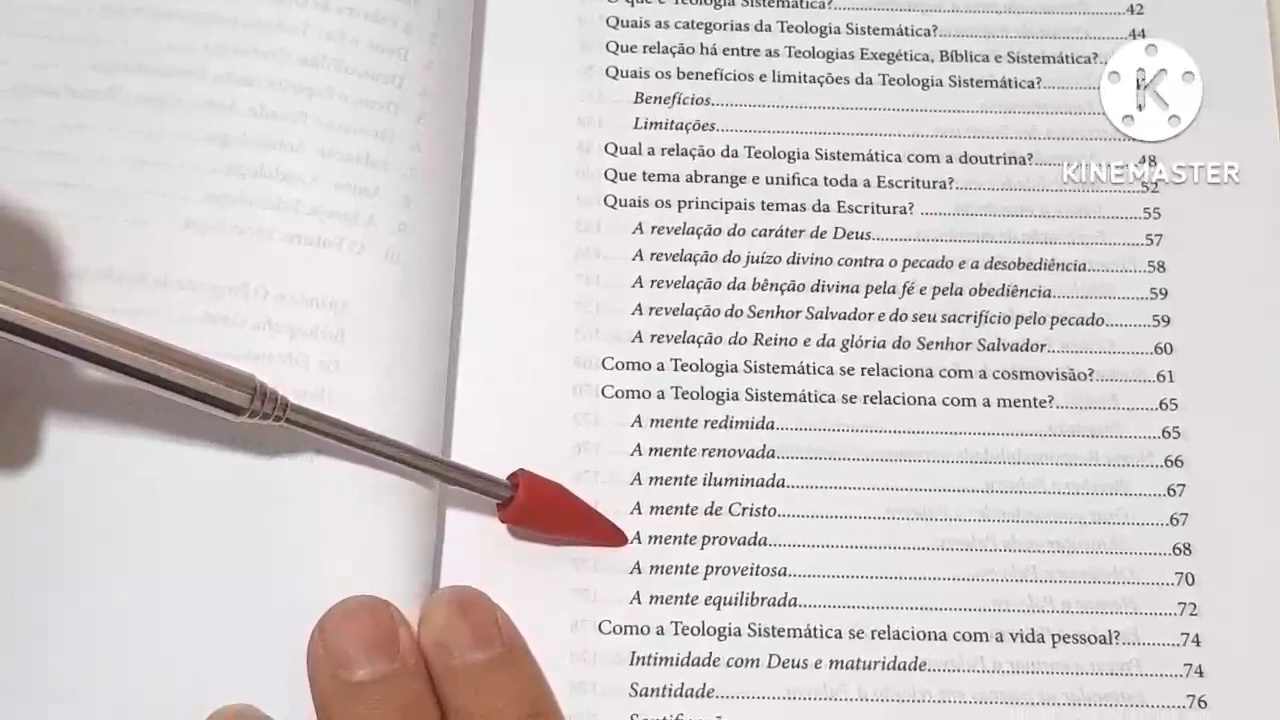 O que é Teologia Sistemática?....................42
Quais as categorias da Teologia Sistemática?....................44
Que relação há entre as Teologias Exegética, Bíblica e Sistemática?..
Quais os benefícios e limitações da Teologia Sistemática?....................
Benefícios....................
Limitações....................
Qual a relação da Teologia Sistemática com a doutrina?....................48
Que tema abrange e unifica toda a Escritura?....................52
Quais os principais temas da Escritura? ....................55
A revelação do caráter de Deus....................57
A revelação do juízo divino contra o pecado e a desobediência............58
A revelação da bênção divina pela fé e pela obediência....................59
A revelação do Senhor Salvador e do seu sacrifício pelo pecado..........59
A revelação do Reino e da glória do Senhor Salvador....................60
Como a Teologia Sistemática se relaciona com a cosmovisão?............61
Como a Teologia Sistemática se relaciona com a mente?....................65
A mente redimida....................65
A mente renovada....................66
A mente iluminada....................67
A mente de Cristo....................67
A mente provada....................68
A mente proveitosa....................70
A mente equilibrada....................72
Como a Teologia Sistemática se relaciona com a vida pessoal?..........74
Intimidade com Deus e maturidade....................74
Santidade....................76
K
KINEMASTER